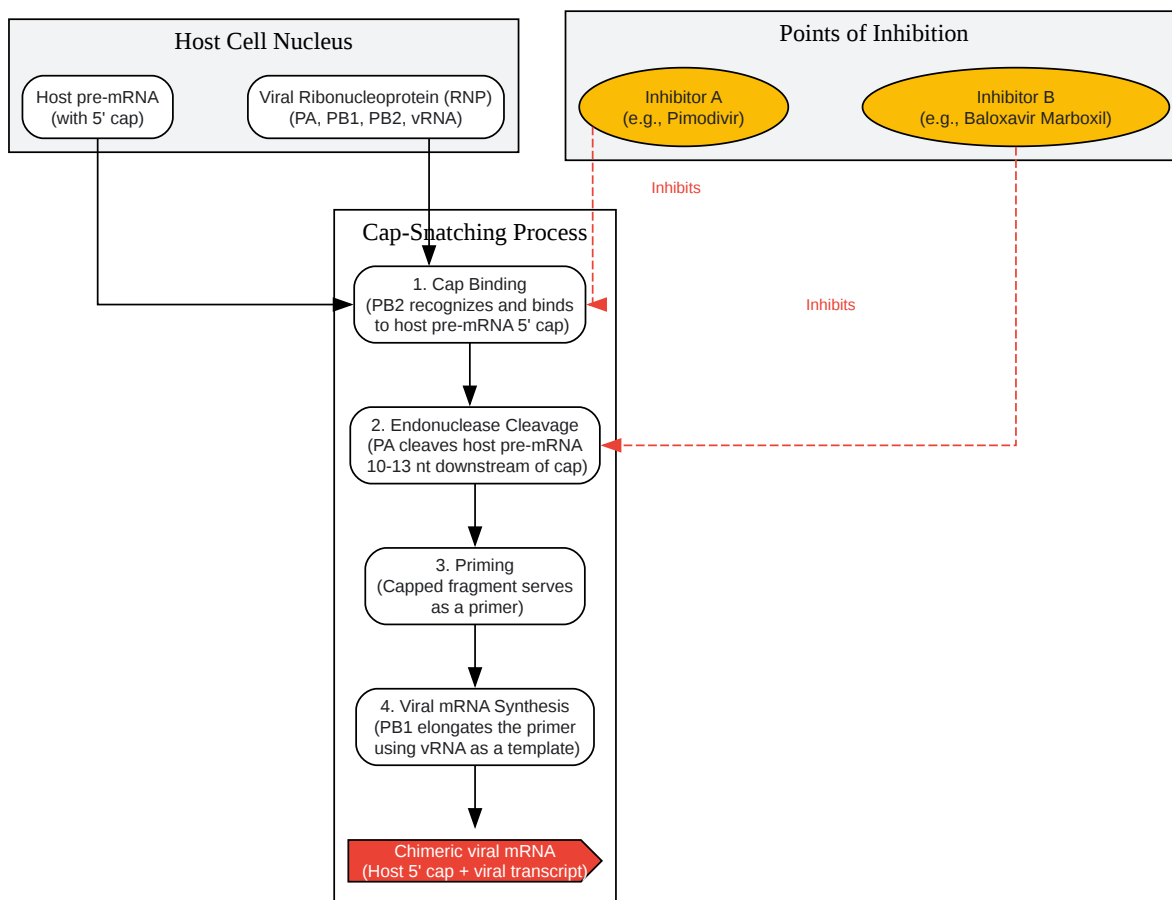 Host Cell Nucleus
Host pre-mRNA
(with 5' cap)
Viral Ribonucleoprotein (RNP)
(PA, PB1, PB2, vRNA)
Points of Inhibition
Inhibitor A
(e.g., Pimodivir)
Inhibitor B
(e.g., Baloxavir Marboxil)
Inhibits
Inhibits
Cap-Snatching Process
1. Cap Binding
(PB2 recognizes and binds
to host pre-mRNA 5' cap)
2. Endonuclease Cleavage
(PA cleaves host pre-mRNA
10-13 nt downstream of cap)
3. Priming
(Capped fragment serves
as a primer)
4. Viral mRNA Synthesis
(PB1 elongates the primer
using vRNA as a template)
Chimeric viral mRNA
(Host 5' cap + viral transcript)